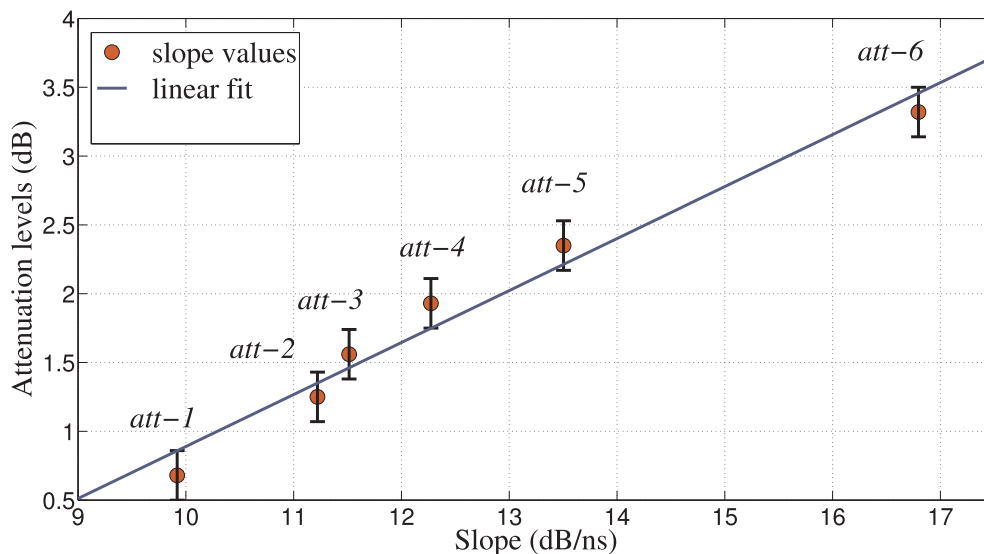 4
3.5
3
2.5
2
1.5
1
0.5
Attenuation levels (dB)
slope values
linear fit
att−1
att−2
att−3
att−4
att−5
att−6
9 10 11 12 13 14 15 16 17
Slope (dB/ns)